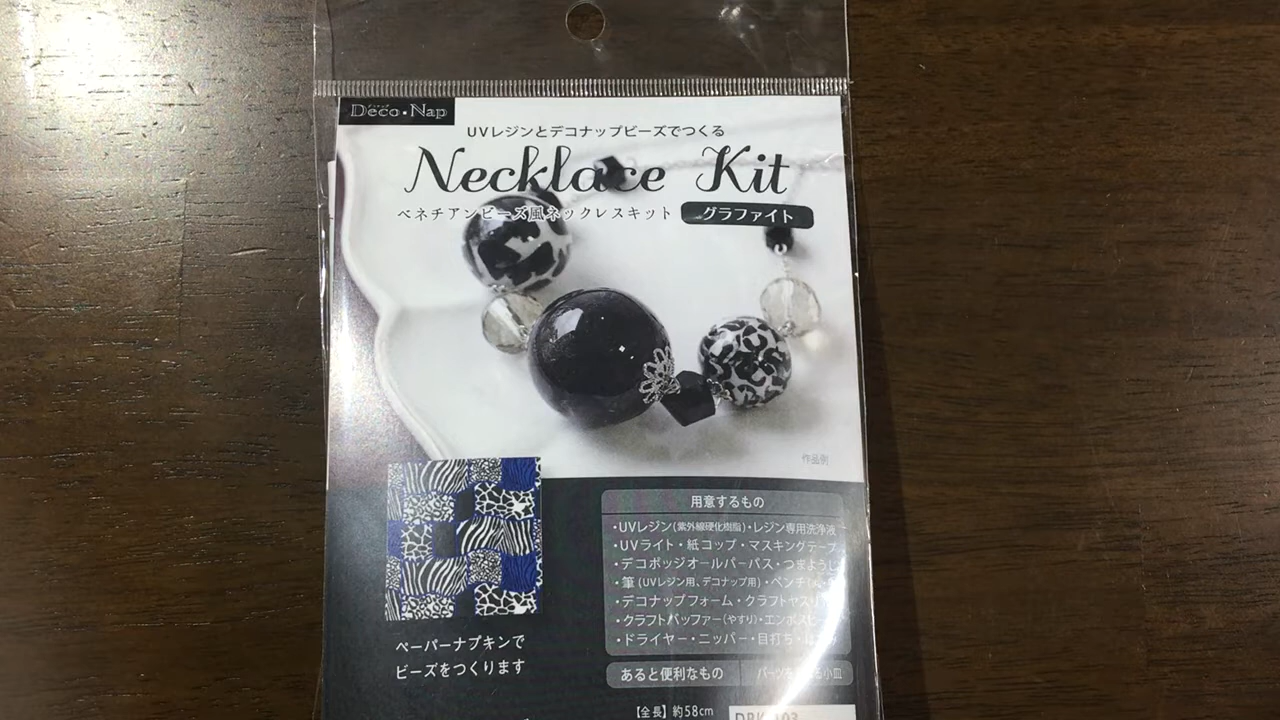 Déco・Nap
UVレジンとデコナップビーズでつくる
Necklace Kit
ベネチアンビーズ風ネックレスキット グラファイト
作品例
用意するもの
・UVレジン(紫外線硬化樹脂)・レジン専用洗浄液
・UVライト・紙コップ・マスキングテープ
・デコポッジオールパーパス・つまようじ
・筆(UVレジン用、デコナップ用)・ペンチ
・デコナップフォーム・クラフトヤスリ
・クラフトバッファー(やすり)・エンボスヒー
・ドライヤー・ニッパー・目打ち・
ペーパーナプキンで
ビーズをつくります
あると便利なもの パーツを 小皿
【全長】約58cm